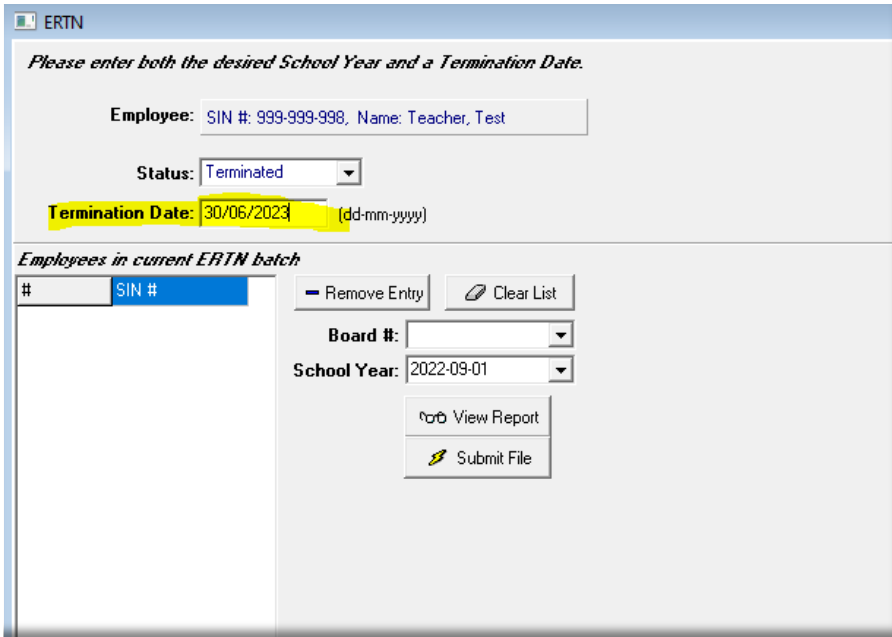 ERTN
Please enter both the desired School Year and a Termination Date.
Employee: SIN #: 999-999-998, Name: Teacher, Test
Status: Terminated
Termination Date: 30/06/2023 (dd-mm-yyyy)
Employees in current ERTN batch
# SIN # Remove Entry Clear List
Board #:
School Year: 2022-09-01
View Report
Submit File